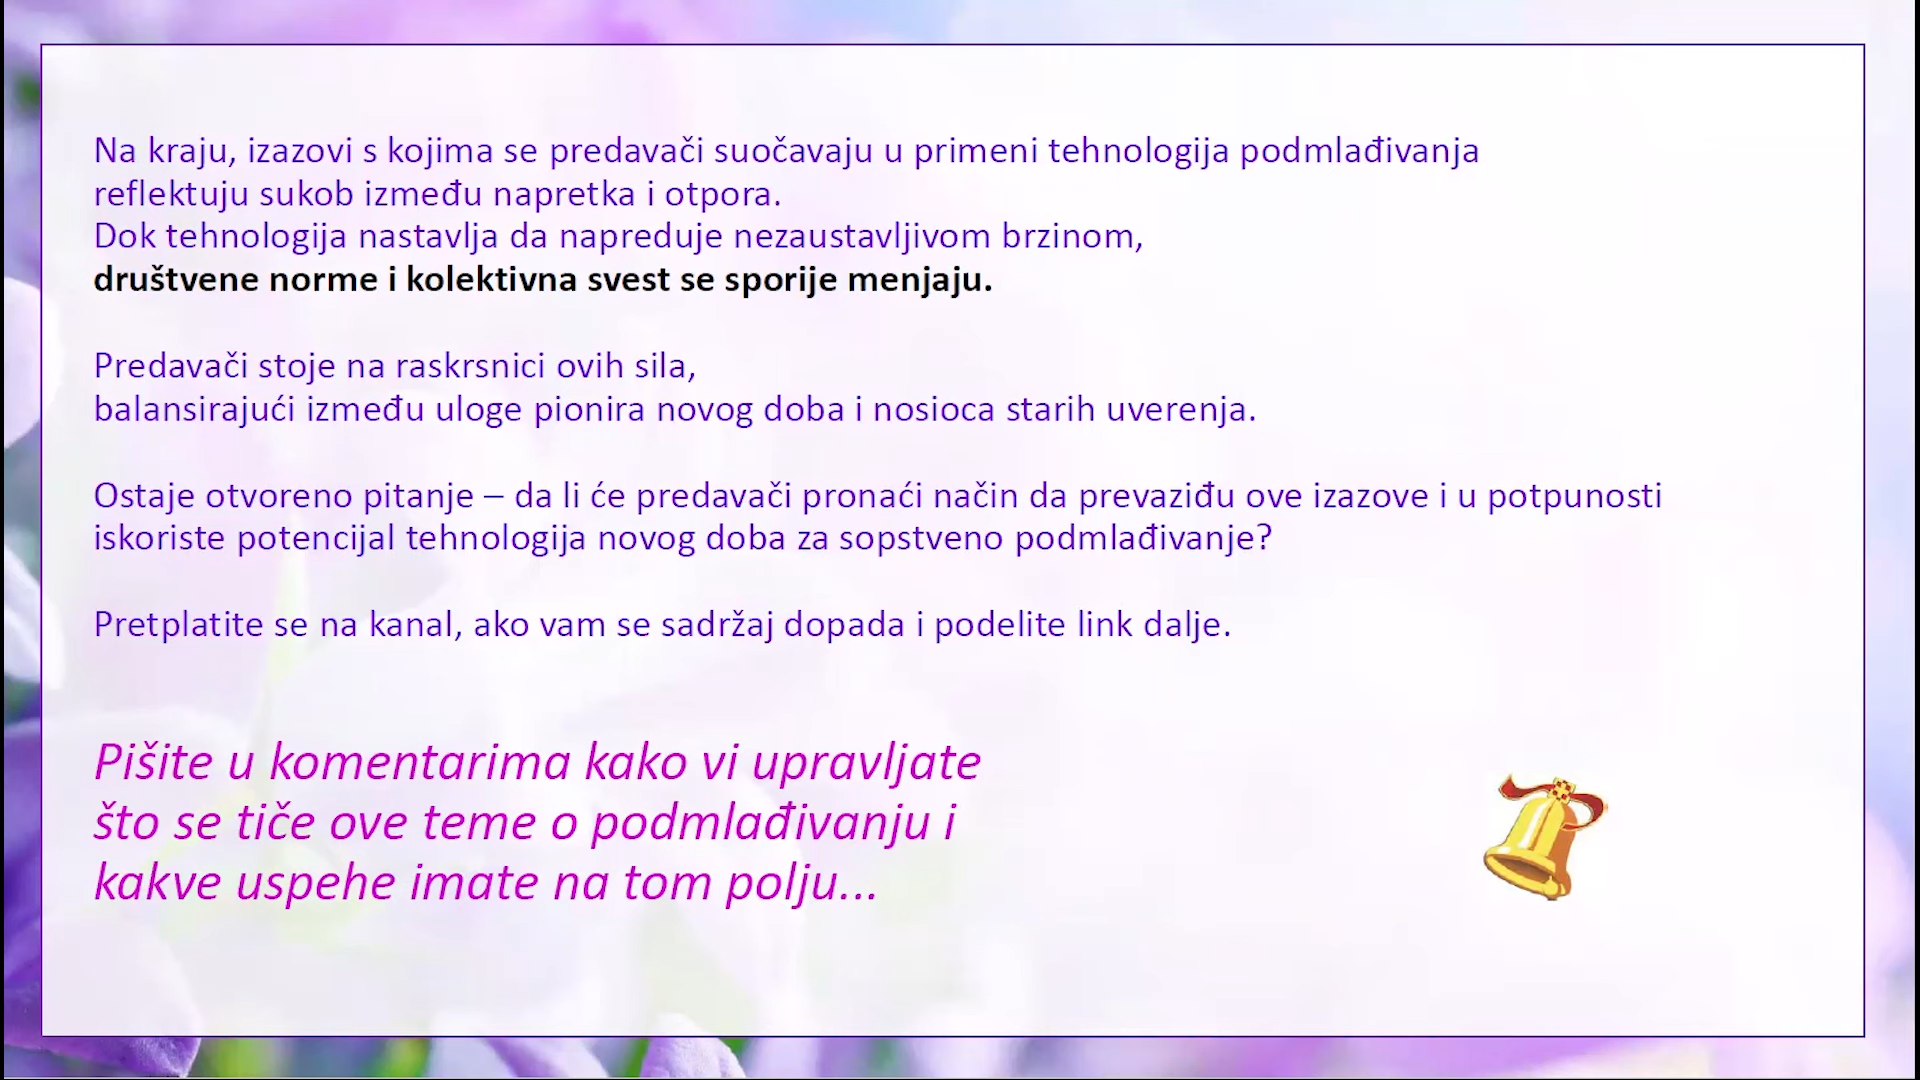 Na kraju, izazovi s kojima se predavači suočavaju u primeni tehnologija podmlađivanja
reflektuju sukob između napretka i otpora.
Dok tehnologija nastavlja da napreduje nezaustavljivom brzinom,
društvene norme i kolektivna svest se sporije menjaju.
Predavači stoje na raskrsnici ovih sila,
balansirajući između uloge pionira novog doba i nosioca starih uverenja.
Ostaje otvoreno pitanje – da li će predavači pronaći način da prevaziđu ove izazove i u potpunosti
iskoriste potencijal tehnologija novog doba za sopstveno podmlađivanje?
Pretplatite se na kanal, ako vam se sadržaj dopada i podelite link dalje.
Pišite u komentarima kako vi upravljate
što se tiče ove teme o podmlađivanju i
kakve uspehe imate na tom polju...